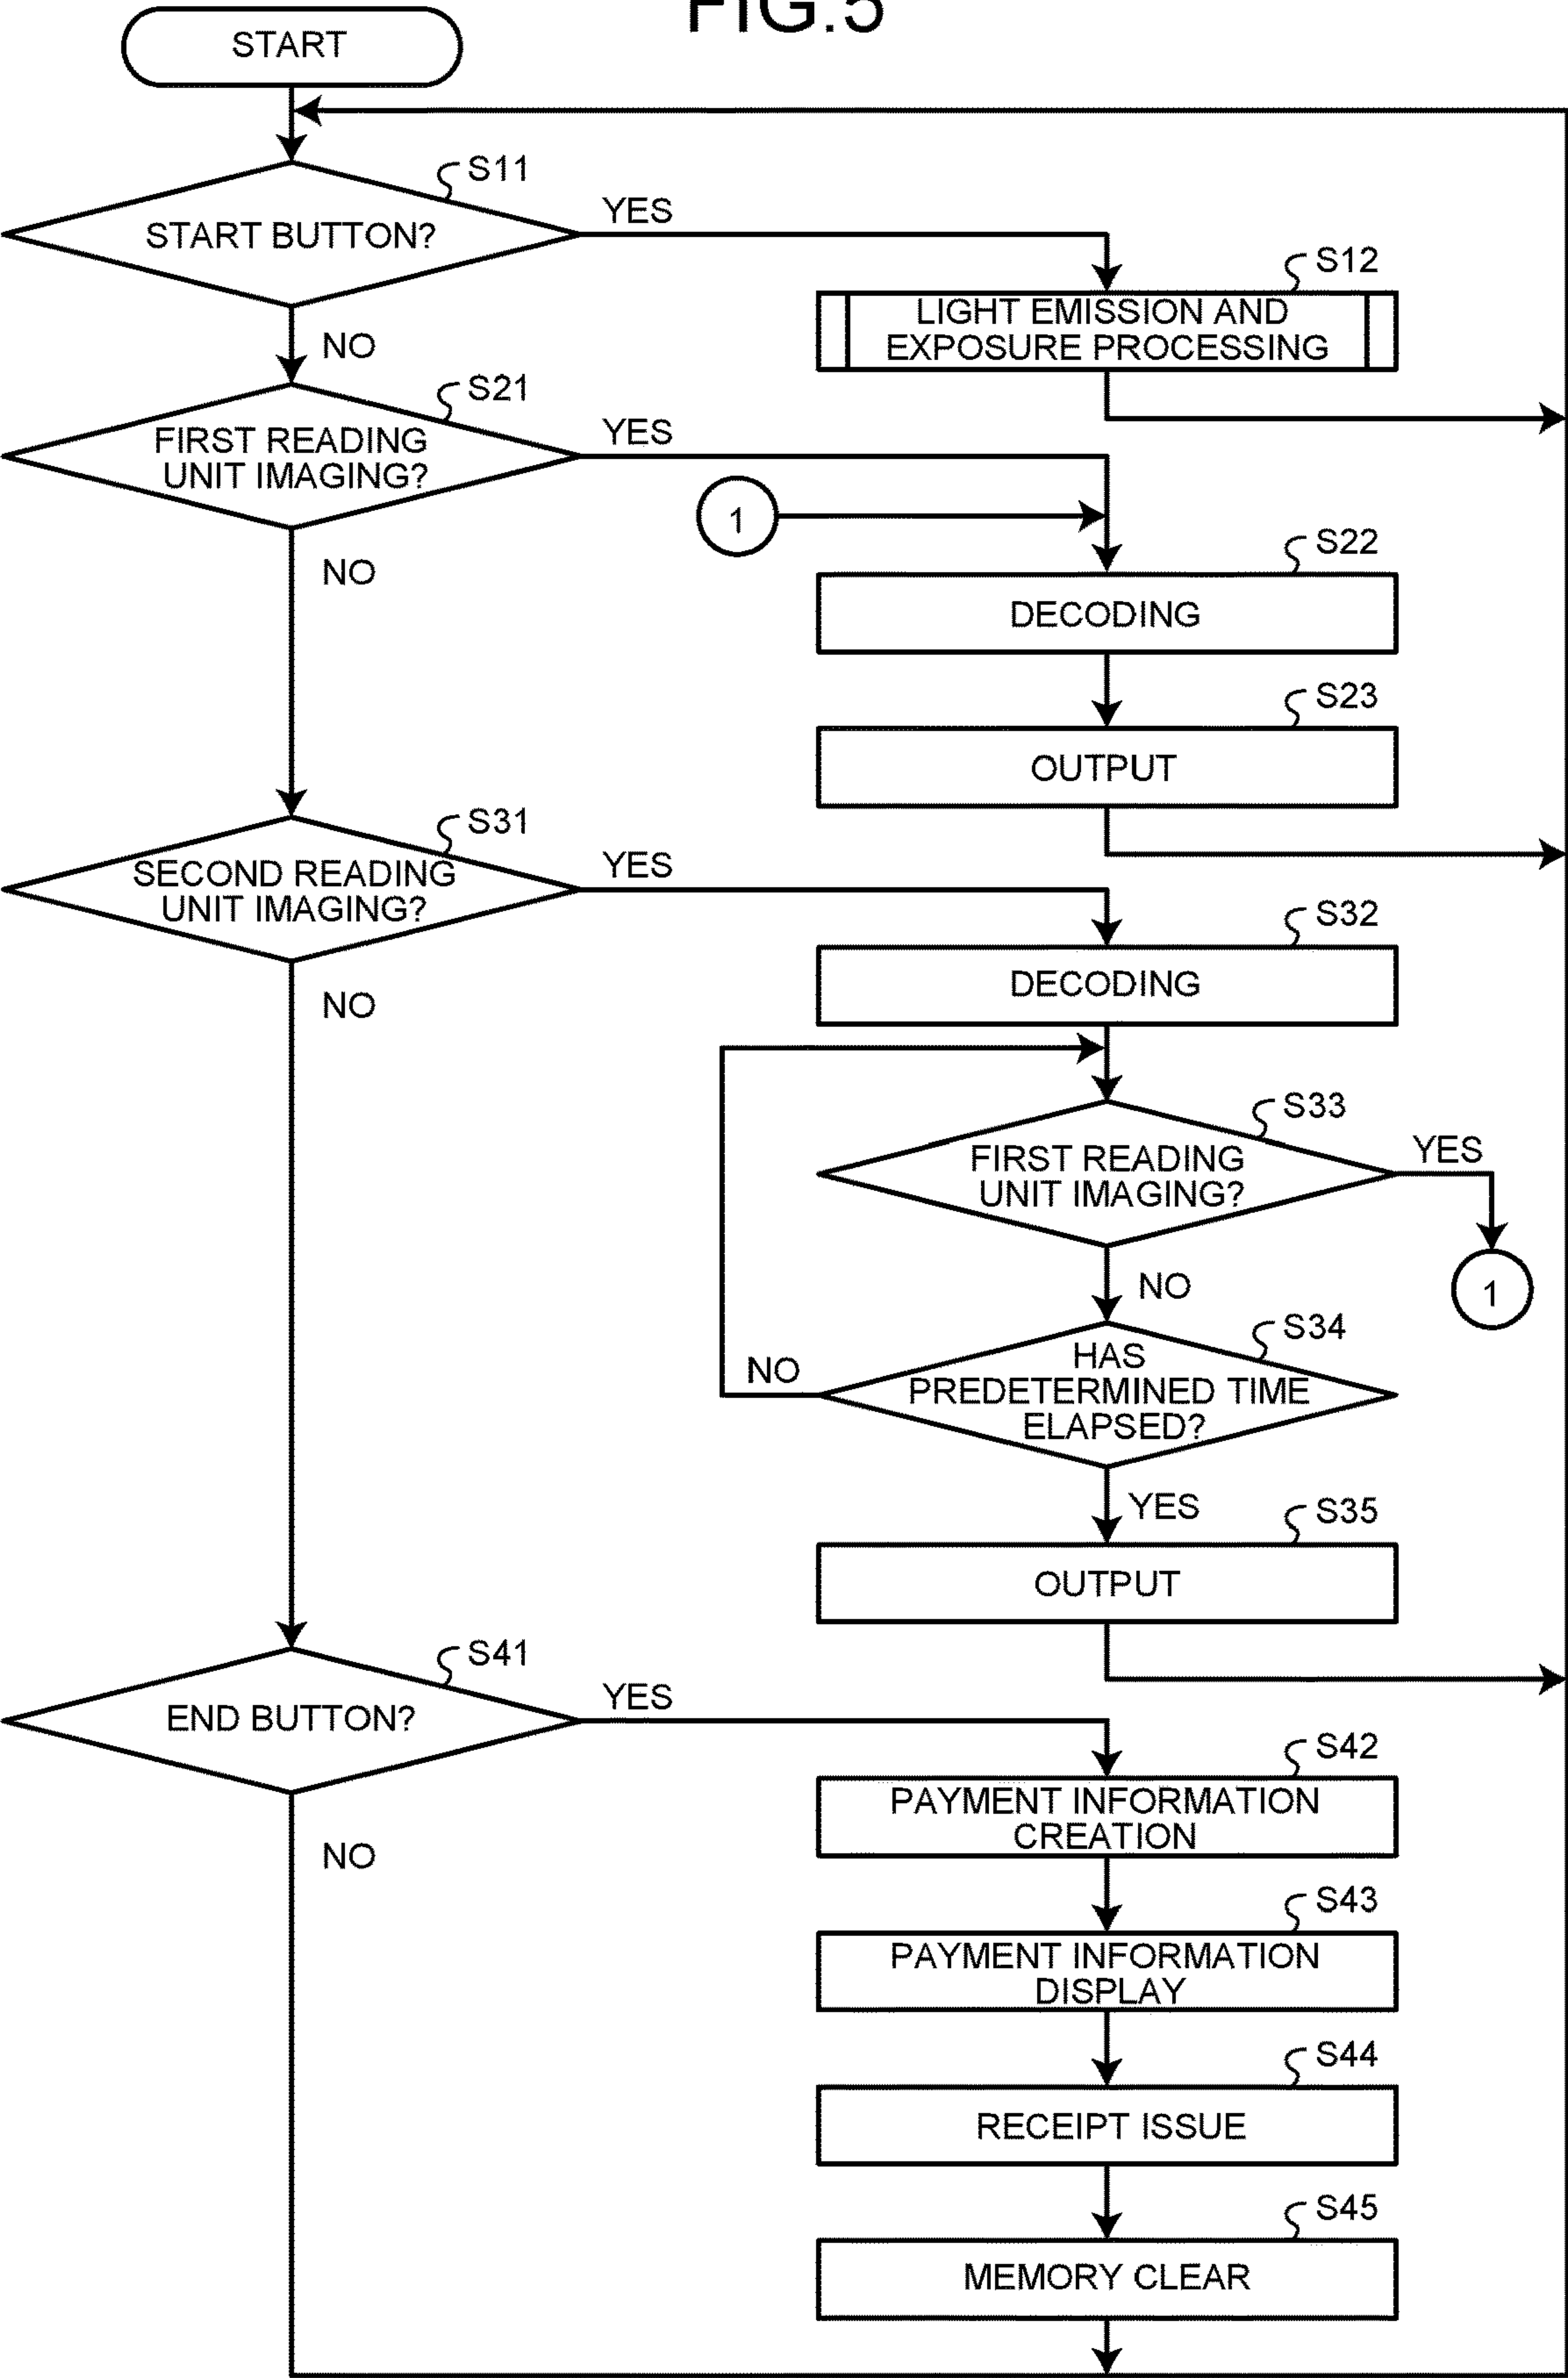 FIG.5
START
S11
START BUTTON?
YES
S12
LIGHT EMISSION AND
EXPOSURE PROCESSING
NO
S21
FIRST READING
UNIT IMAGING?
YES
1
S22
DECODING
NO
S23
OUTPUT
S31
SECOND READING
UNIT IMAGING?
YES
S32
DECODING
NO
S33
FIRST READING
UNIT IMAGING?
YES
1
NO
S34
HAS
PREDETERMINED TIME
ELAPSED?
NO
YES
S35
OUTPUT
S41
END BUTTON?
YES
S42
PAYMENT INFORMATION
CREATION
NO
S43
PAYMENT INFORMATION
DISPLAY
S44
RECEIPT ISSUE
S45
MEMORY CLEAR